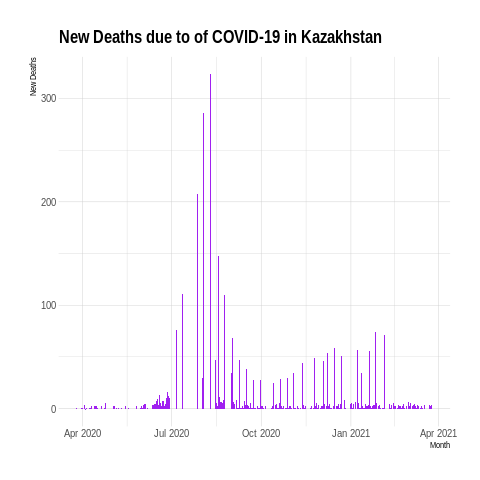 New Deaths due to of COVID-19 in Kazakhstan
New Deaths
300
200
100
0
Apr 2020 Jul 2020 Oct 2020 Jan 2021 Apr 2021
Month